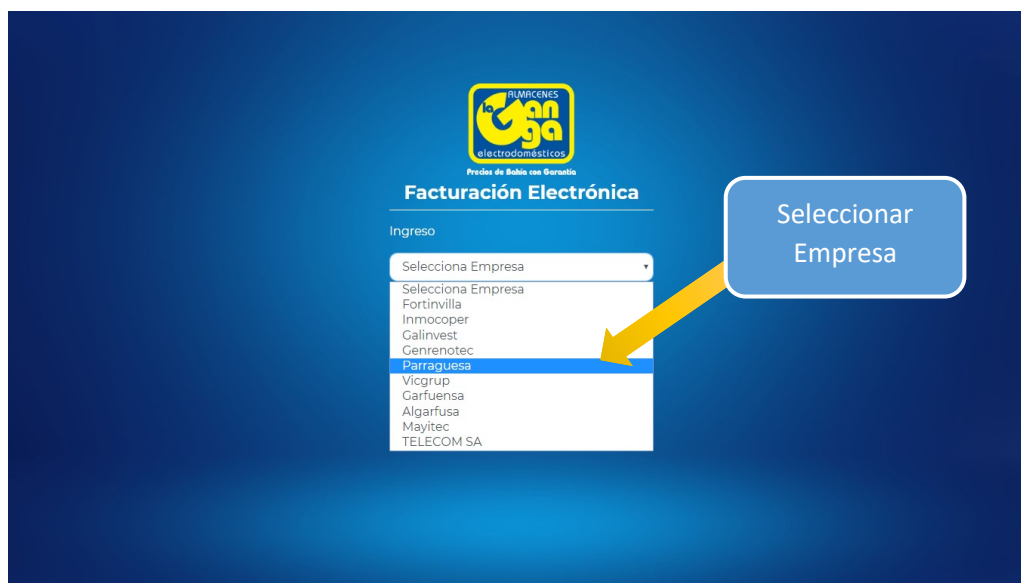 ALMACENES
la Ganga
electrodomésticos
Precios de Bahía con Garantía
Facturación Electrónica
Ingreso
Selecciona Empresa
Selecciona Empresa
Fortinvilla
Inmocoper
Galinvest
Genrenotec
Parraguesa
Vicgrup
Garfuensa
Algarfusa
Mayitec
TELECOM SA
Seleccionar
Empresa